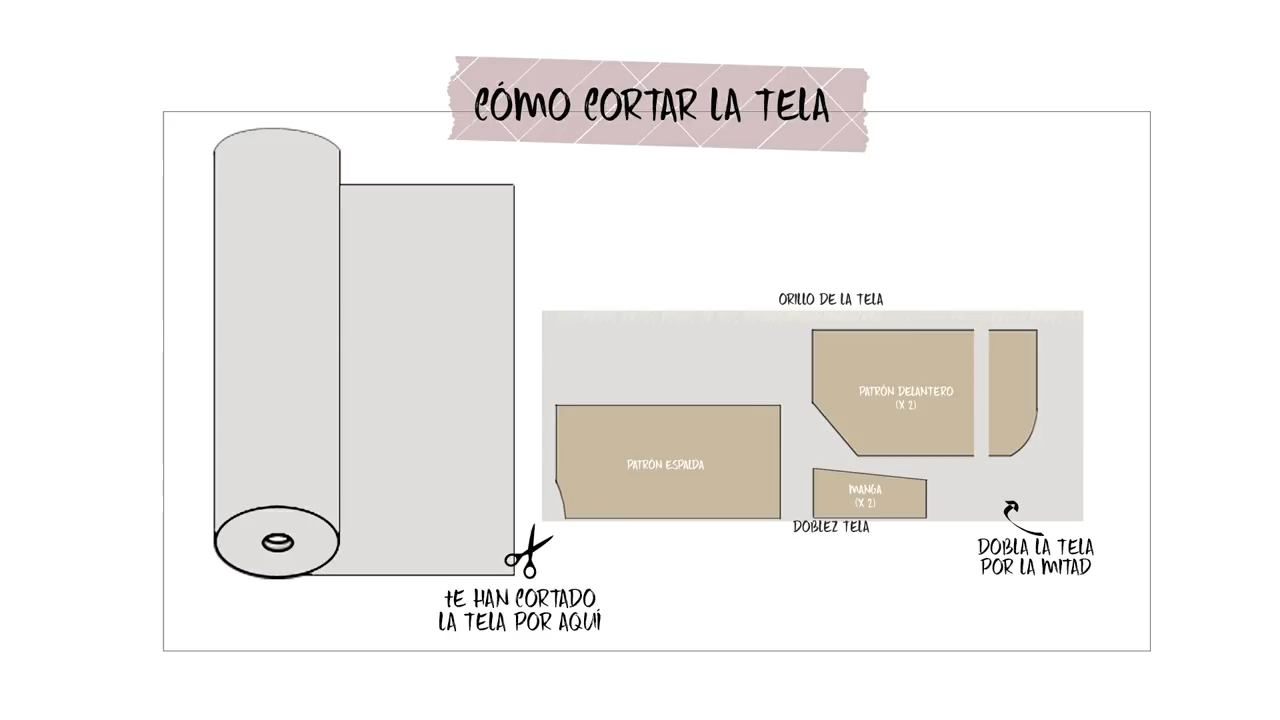 CÓMO CORTAR LA TELA
ORILLO DE LA TELA
PATRÓN DELANTERO
(X 2)
PATRÓN ESPALDA
MANGA
(X 2)
DOBLEZ TELA
DOBLA LA TELA
POR LA MITAD
TE HAN CORTADO
LA TELA POR AQUÍ